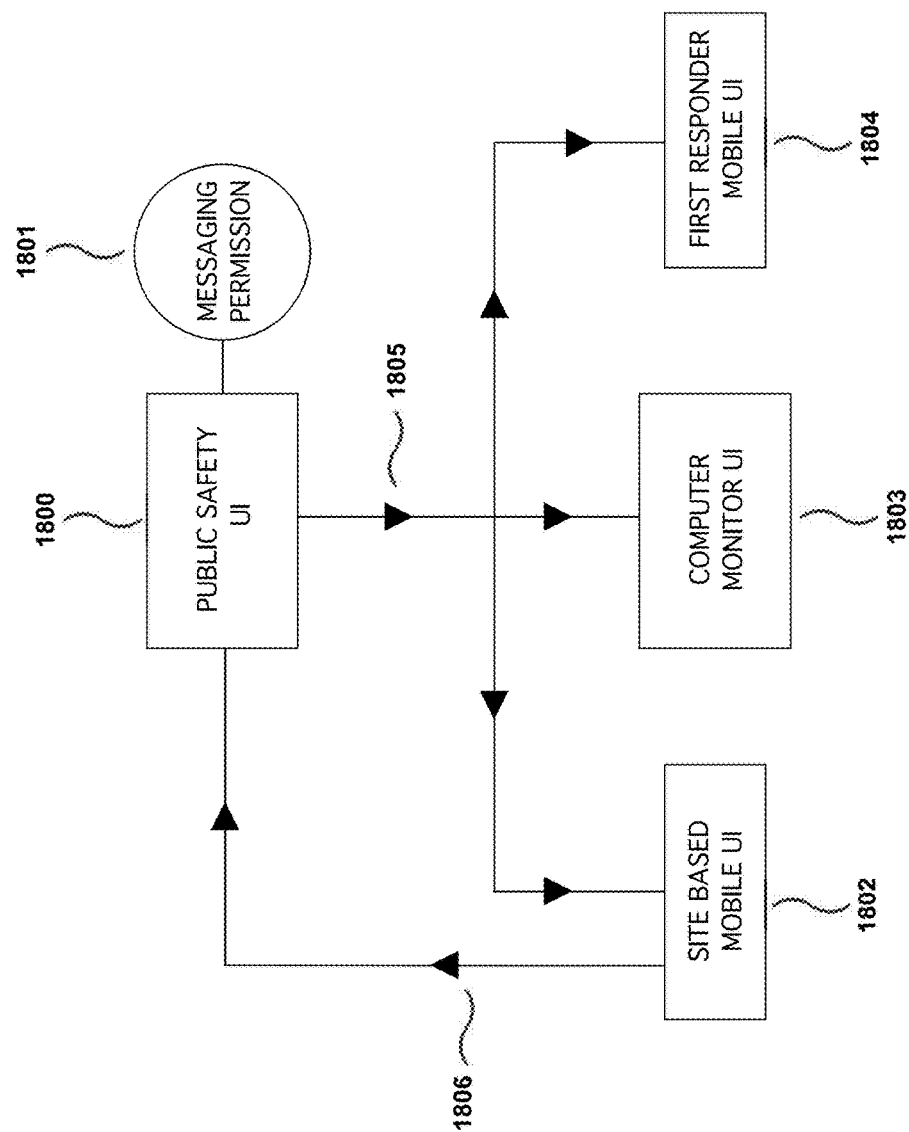 1801
MESSAGING
PERMISSION
1800
PUBLIC SAFETY
UI
1805
1806
SITE BASED
MOBILE UI
1802
COMPUTER
MONITOR UI
1803
FIRST RESPONDER
MOBILE UI
1804